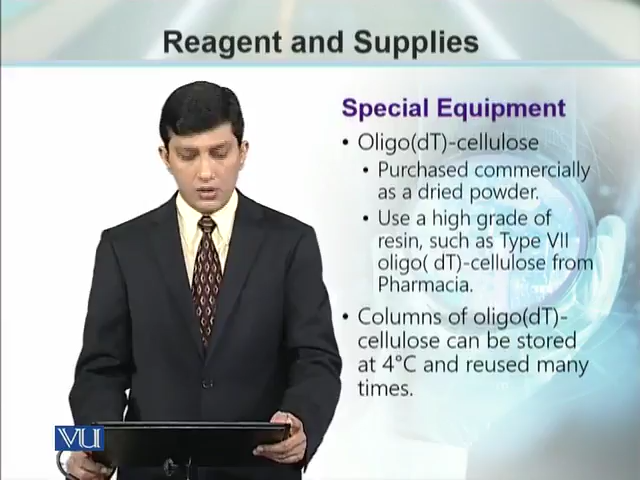 Reagent and Supplies
Special Equipment
• Oligo(dT)-cellulose
• Purchased commercially
as a dried powder.
• Use a high grade of
resin, such as Type VII
oligo( dT)-cellulose from
Pharmacia.
• Columns of oligo(dT)-
cellulose can be stored
at 4°C and reused many
times.
VU